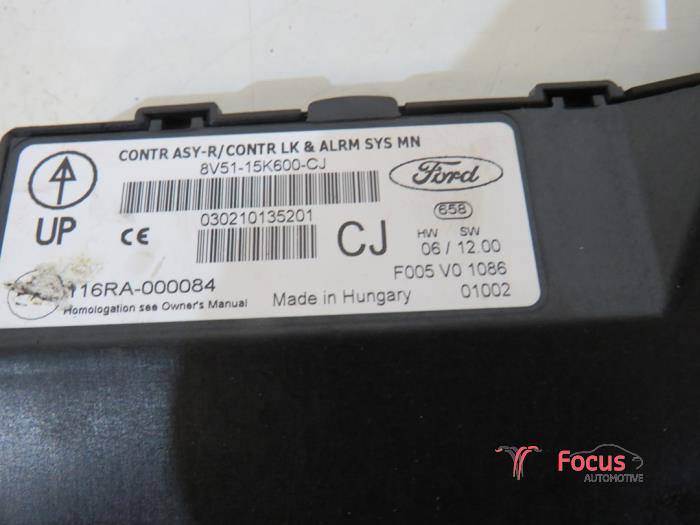 CONTR ASY-R/CONTR LK & ALRM SYS MN
8V51-15K600-CJ
Ford
UP
CE
030210135201
CJ
658
HW SW
06 / 12.00
116RA-000084
F005 V0 1086
Homologation see Owner's Manual
Made in Hungary
01002
Focus
AUTOMOTIVE